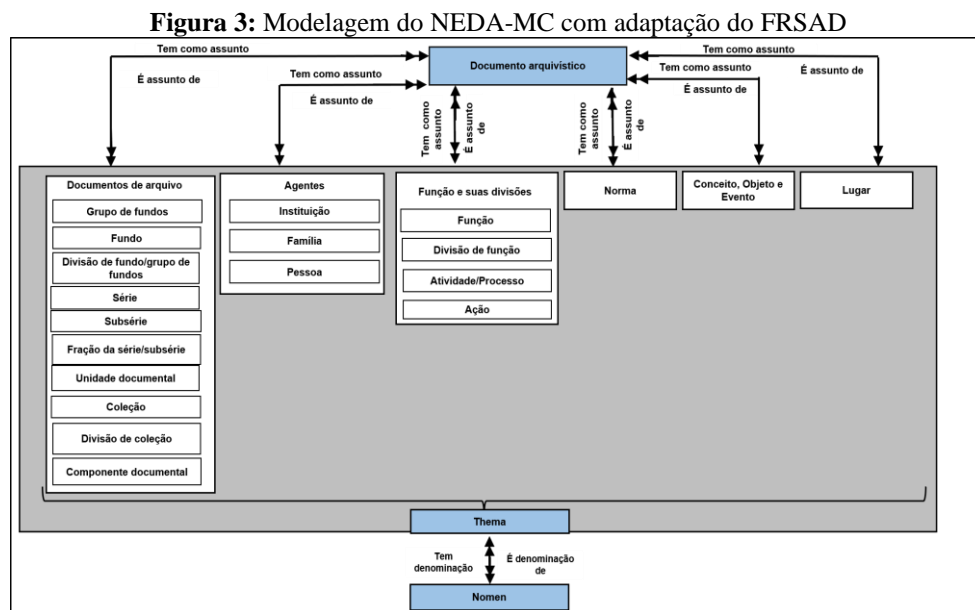 Figura 3: Modelagem do NEDA-MC com adaptação do FRSAD
Tem como assunto
É assunto de
Tem como assunto
É assunto de
Documento arquivístico
Tem como assunto
Tem como assunto
É assunto de
É assunto de
Tem como
assunto
É assunto
de
Tem como
assunto
É assunto
de
Documentos de arquivo
Grupo de fundos
Fundo
Divisão de fundo/grupo de
fundos
Série
Subsérie
Fração da série/subsérie
Unidade documental
Coleção
Divisão de coleção
Componente documental
Agentes
Instituição
Família
Pessoa
Função e suas divisões
Função
Divisão de função
Atividade/Processo
Ação
Norma
Conceito, Objeto e
Evento
Lugar
Thema
Tem
denominação
É denominação
de
Nomen